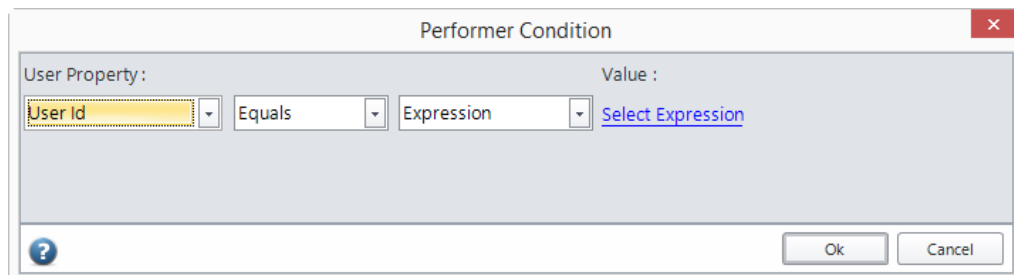 Performer Condition
User Property : Value :
User Id Equals Expression Select Expression
? Ok Cancel